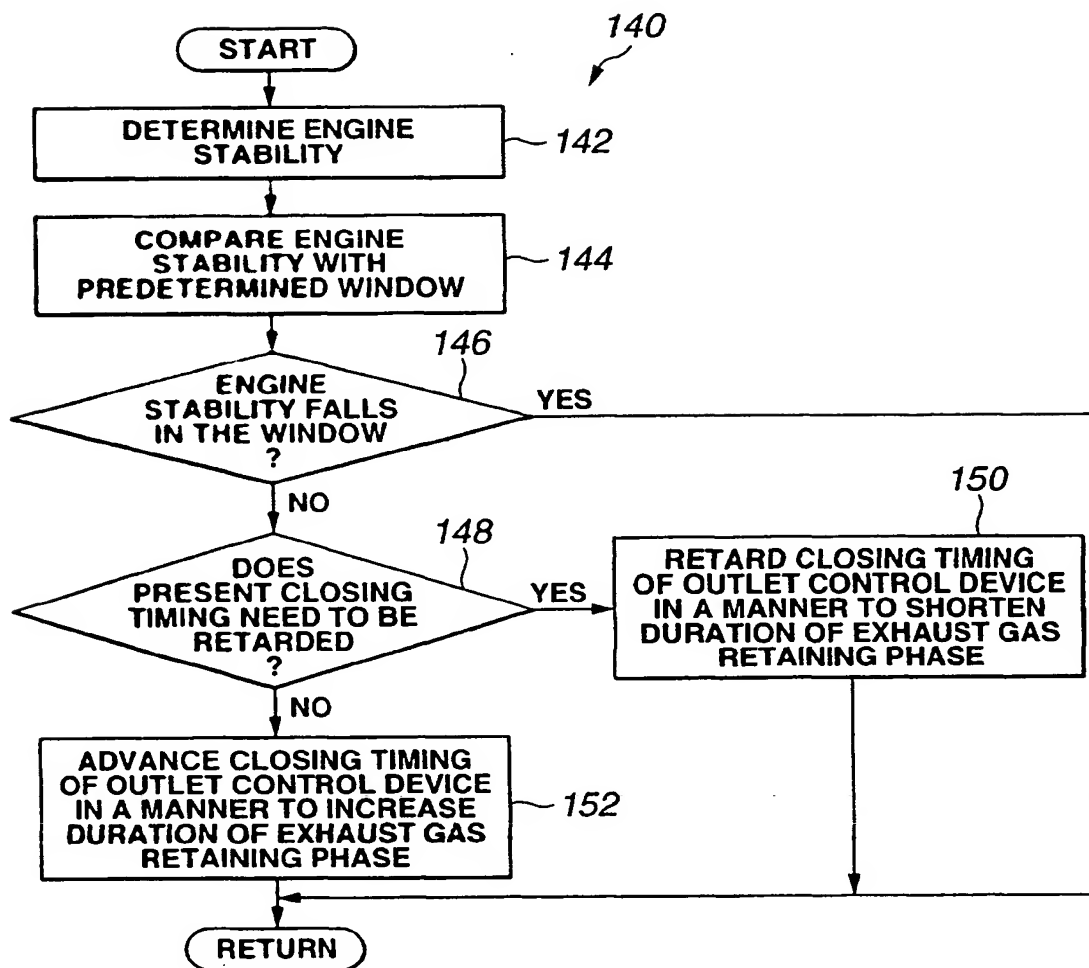 140
START
DETERMINE ENGINE
STABILITY
142
COMPARE ENGINE
STABILITY WITH
PREDETERMINED WINDOW
144
146
ENGINE
STABILITY FALLS
IN THE WINDOW
?
YES
NO
148
DOES
PRESENT CLOSING
TIMING NEED TO BE
RETARDED
?
YES
150
RETARD CLOSING TIMING
OF OUTLET CONTROL DEVICE
IN A MANNER TO SHORTEN
DURATION OF EXHAUST GAS
RETAINING PHASE
NO
ADVANCE CLOSING TIMING
OF OUTLET CONTROL DEVICE
IN A MANNER TO INCREASE
DURATION OF EXHAUST GAS
RETAINING PHASE
152
RETURN